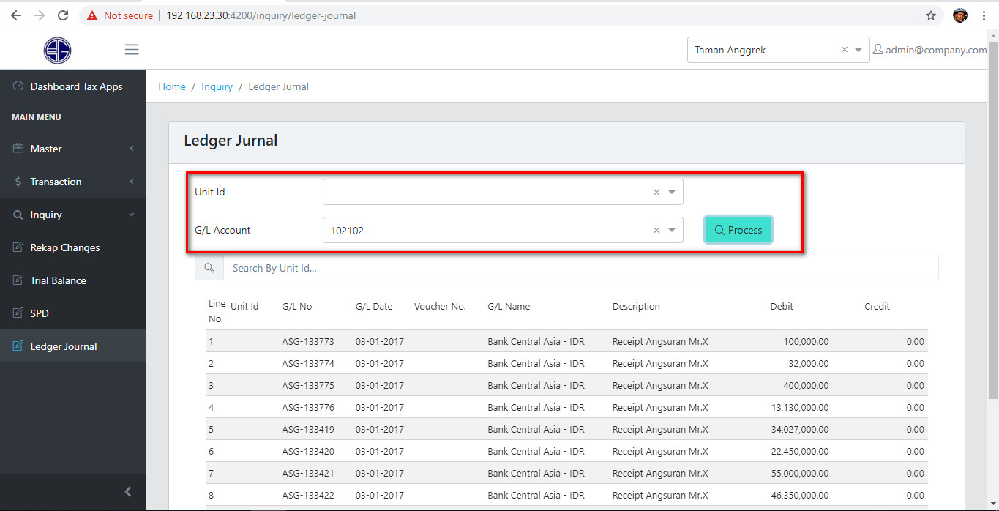 Not secure 192.168.23.30:4200/inquiry/ledger-journal
Taman Anggrek
admin@company.com
Dashboard Tax Apps
MAIN MENU
Master
Transaction
Inquiry
Rekap Changes
Trial Balance
SPD
Ledger Journal
Home / Inquiry / Ledger Jurnal
Ledger Jurnal
Unit Id
G/L Account 102102 Process
Search By Unit Id...
Line No. Unit Id G/L No G/L Date Voucher No. G/L Name Description Debit Credit
1 ASG-133773 03-01-2017 Bank Central Asia - IDR Receipt Angsuran Mr.X 100,000.00 0.00
2 ASG-133774 03-01-2017 Bank Central Asia - IDR Receipt Angsuran Mr.X 32,000.00 0.00
3 ASG-133775 03-01-2017 Bank Central Asia - IDR Receipt Angsuran Mr.X 400,000.00 0.00
4 ASG-133776 03-01-2017 Bank Central Asia - IDR Receipt Angsuran Mr.X 13,130,000.00 0.00
5 ASG-133419 03-01-2017 Bank Central Asia - IDR Receipt Angsuran Mr.X 34,027,000.00 0.00
6 ASG-133420 03-01-2017 Bank Central Asia - IDR Receipt Angsuran Mr.X 22,450,000.00 0.00
7 ASG-133421 03-01-2017 Bank Central Asia - IDR Receipt Angsuran Mr.X 55,000,000.00 0.00
8 ASG-133422 03-01-2017 Bank Central Asia - IDR Receipt Angsuran Mr.X 46,350,000.00 0.00